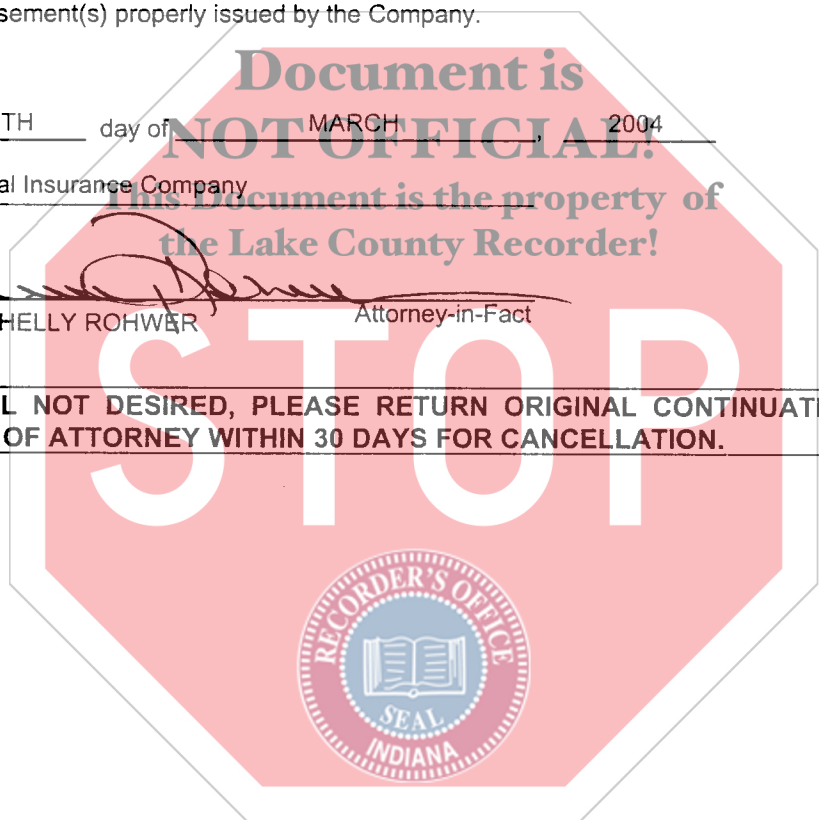 sement(s) properly issued by the Company.
Document is
TH day of MARCH, 2004
NOT OFFICIAL!
al Insurance Company
This Document is the property of
the Lake County Recorder!
HELLY ROHWER Attorney-in-Fact
STOP
L NOT DESIRED, PLEASE RETURN ORIGINAL CONTINUATI
OF ATTORNEY WITHIN 30 DAYS FOR CANCELLATION.
RECORDER'S OFFICE
SEAL
INDIANA